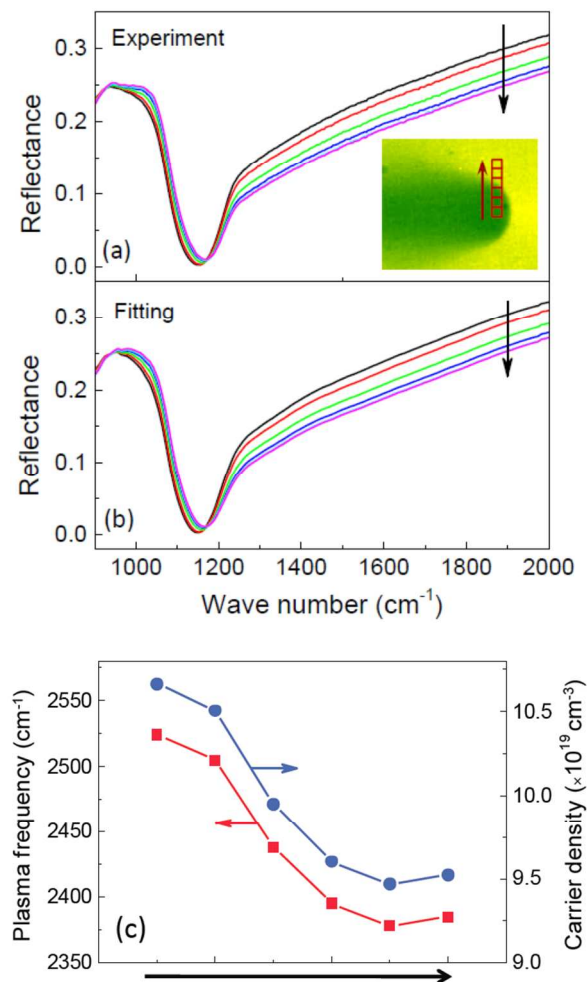 0.3
Experiment
0.2
0.1
0.0
Reflectance
(a)
0.3
Fitting
0.2
0.1
0.0
Reflectance
(b)
1000 1200 1400 1600 1800 2000
Wave number (cm⁻¹)
2550
2500
2450
2400
2350
Plasma frequency (cm⁻¹)
10.5
10.0
9.5
9.0
Carrier density (×10¹⁹ cm⁻³)
(c)